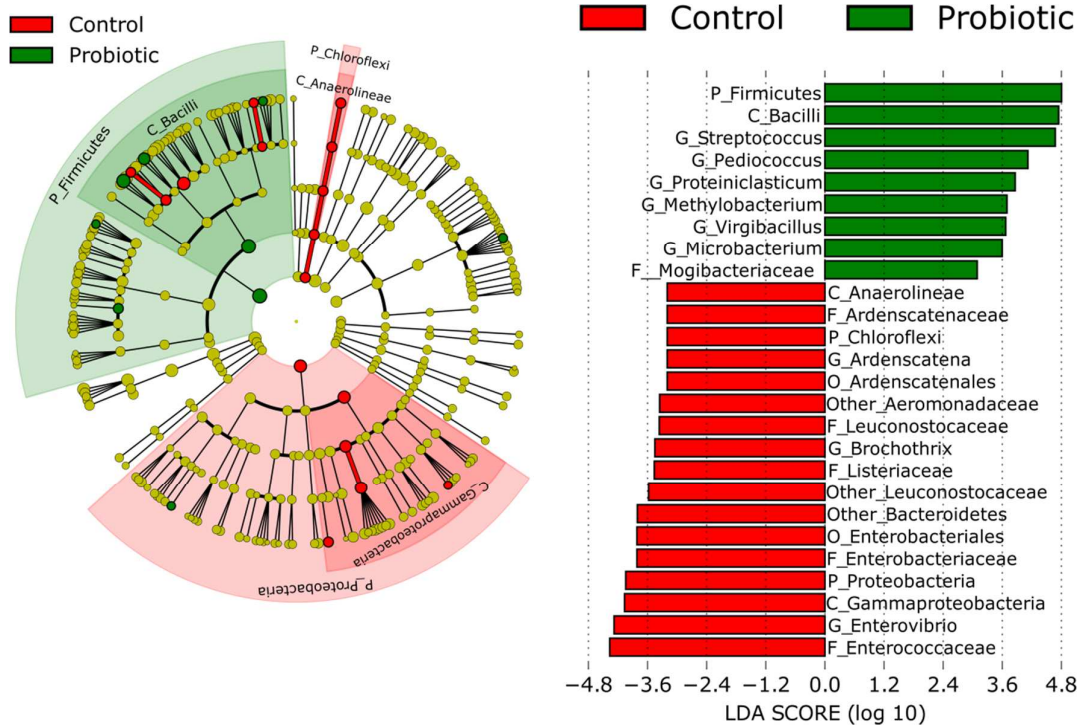 Control
Probiotic
P_Chloroflexi
C_Anaerolineae
C_Bacilli
P_Firmicutes
C_Gammaproteobacteria
P_Proteobacteria
Control
Probiotic
P_Firmicutes
C_Bacilli
G_Streptococcus
G_Pediococcus
G_Proteiniclasticum
G_Methylobacterium
G_Virgibacillus
G_Microbacterium
F__Mogibacteriaceae
C_Anaerolineae
F_Ardenscatenaceae
P_Chloroflexi
G_Ardenscatena
O_Ardenscatenales
Other_Aeromonadaceae
F_Leuconostocaceae
G_Brochothrix
F_Listeriaceae
Other_Leuconostocaceae
Other_Bacteroidetes
O_Enterobacteriales
F_Enterobacteriaceae
P_Proteobacteria
C_Gammaproteobacteria
G_Enterovibrio
F_Enterococcaceae
−4.8 −3.6 −2.4 −1.2 0.0 1.2 2.4 3.6 4.8
LDA SCORE (log 10)